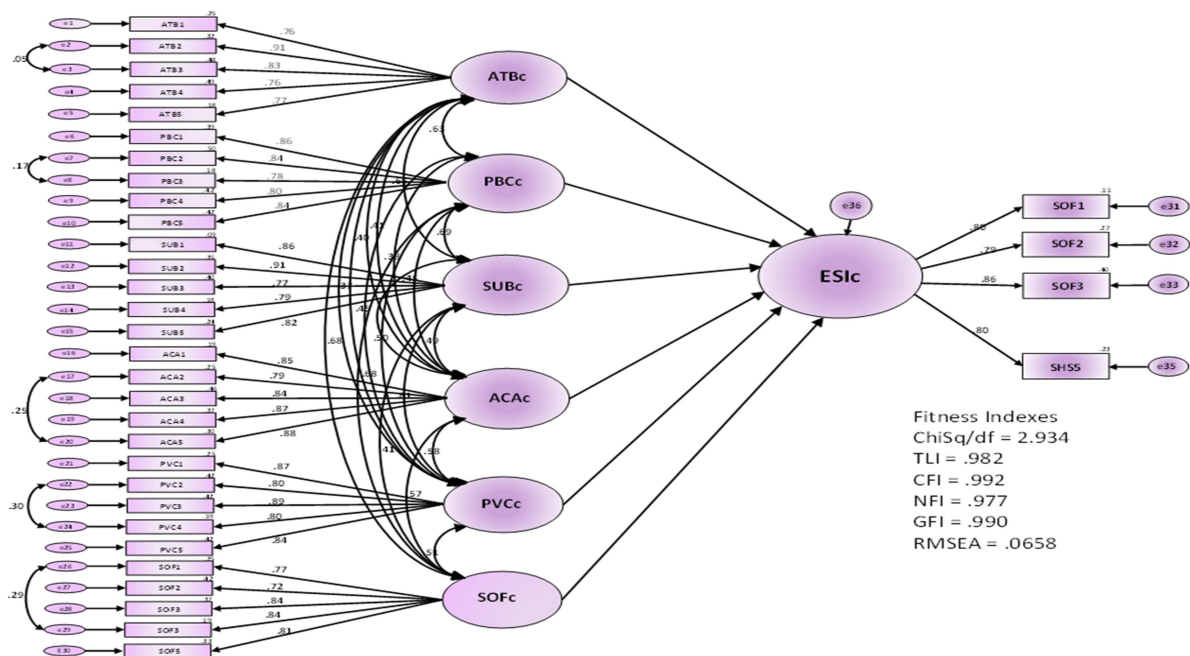 e1 ATB1 .76
e2 ATB2 .91
.05
e3 ATB3 .83
e4 ATB4 .76
e5 ATB5 .77
ATBc
e6 PBC1 .86
e7 PBC2 .84
.17
e8 PBC3 .78
e9 PBC4 .80
e10 PBC5 .84
PBCc
e11 SUB1 .86
e12 SUB2 .91
e13 SUB3 .77
e14 SUB4 .79
e15 SUB5 .82
SUBc
e16 ACA1 .85
e17 ACA2 .79
e18 ACA3 .84
.25
e19 ACA4 .87
e20 ACA5 .88
ACAc
e21 PVC1 .87
e22 PVC2 .80
.30
e23 PVC3 .89
e24 PVC4 .80
e25 PVC5 .84
PVCc
e26 SOF1 .77
e27 SOF2 .72
.29
e28 SOF3 .84
e29 SOF3 .84
E30 SOF5 .81
SOFc
.69
.68
.41
.58
.57
.51
e36
ESIc
SOF1 .11 e31
.79 SOF2 .27 e32
.86 SOF3 .40 e33
.80 SHS5 .23 e35
Fitness Indexes
ChiSq/df = 2.934
TLI = .982
CFI = .992
NFI = .977
GFI = .990
RMSEA = .0658